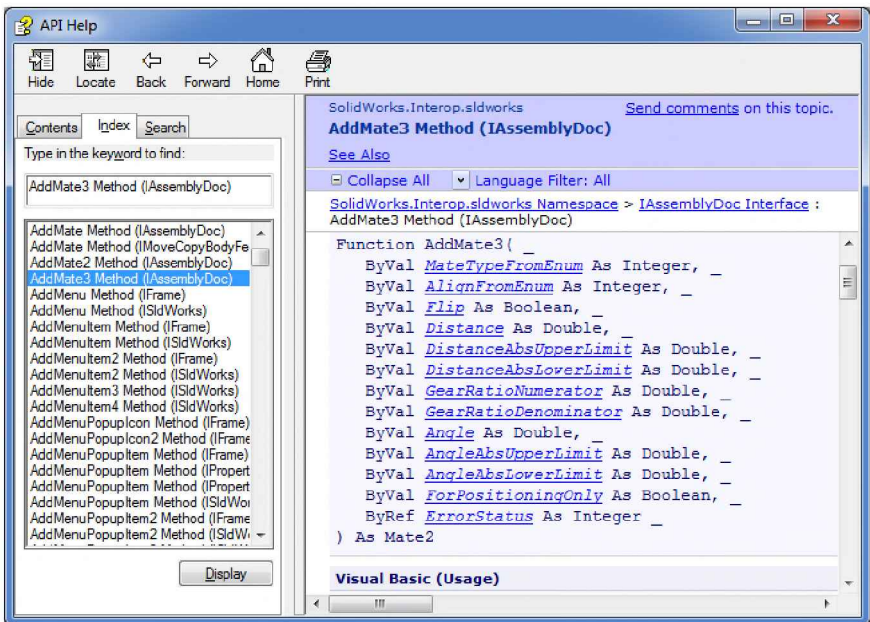 API Help
Hide Locate Back Forward Home Print
Contents Index Search
Type in the keyword to find:
AddMate3 Method (IAssemblyDoc)
AddMate Method (IAssemblyDoc)
AddMate Method (IMoveCopyBodyFe
AddMate2 Method (IAssemblyDoc)
AddMate3 Method (IAssemblyDoc)
AddMenu Method (IFrame)
AddMenu Method (ISldWorks)
AddMenuItem Method (IFrame)
AddMenuItem Method (ISldWorks)
AddMenuItem2 Method (IFrame)
AddMenuItem2 Method (ISldWorks)
AddMenuItem3 Method (ISldWorks)
AddMenuItem4 Method (ISldWorks)
AddMenuPopupIcon Method (IFrame)
AddMenuPopupIcon2 Method (IFrame
AddMenuPopupItem Method (IFrame)
AddMenuPopupItem Method (IPropert
AddMenuPopupItem Method (IPropert
AddMenuPopupItem Method (ISldWor
AddMenuPopupItem2 Method (IFrame
AddMenuPopupItem2 Method (ISldW
Display
SolidWorks.Interop.sldworks
Send comments on this topic.
AddMate3 Method (IAssemblyDoc)
See Also
Collapse All Language Filter: All
SolidWorks.Interop.sldworks Namespace > IAssemblyDoc Interface :
AddMate3 Method (IAssemblyDoc)
Function AddMate3( _
ByVal MateTypeFromEnum As Integer, _
ByVal AlignFromEnum As Integer, _
ByVal Flip As Boolean, _
ByVal Distance As Double, _
ByVal DistanceAbsUpperLimit As Double, _
ByVal DistanceAbsLowerLimit As Double, _
ByVal GearRatioNumerator As Double, _
ByVal GearRatioDenominator As Double, _
ByVal Angle As Double, _
ByVal AngleAbsUpperLimit As Double, _
ByVal AngleAbsLowerLimit As Double, _
ByVal ForPositioningOnly As Boolean, _
ByRef ErrorStatus As Integer _
) As Mate2
Visual Basic (Usage)